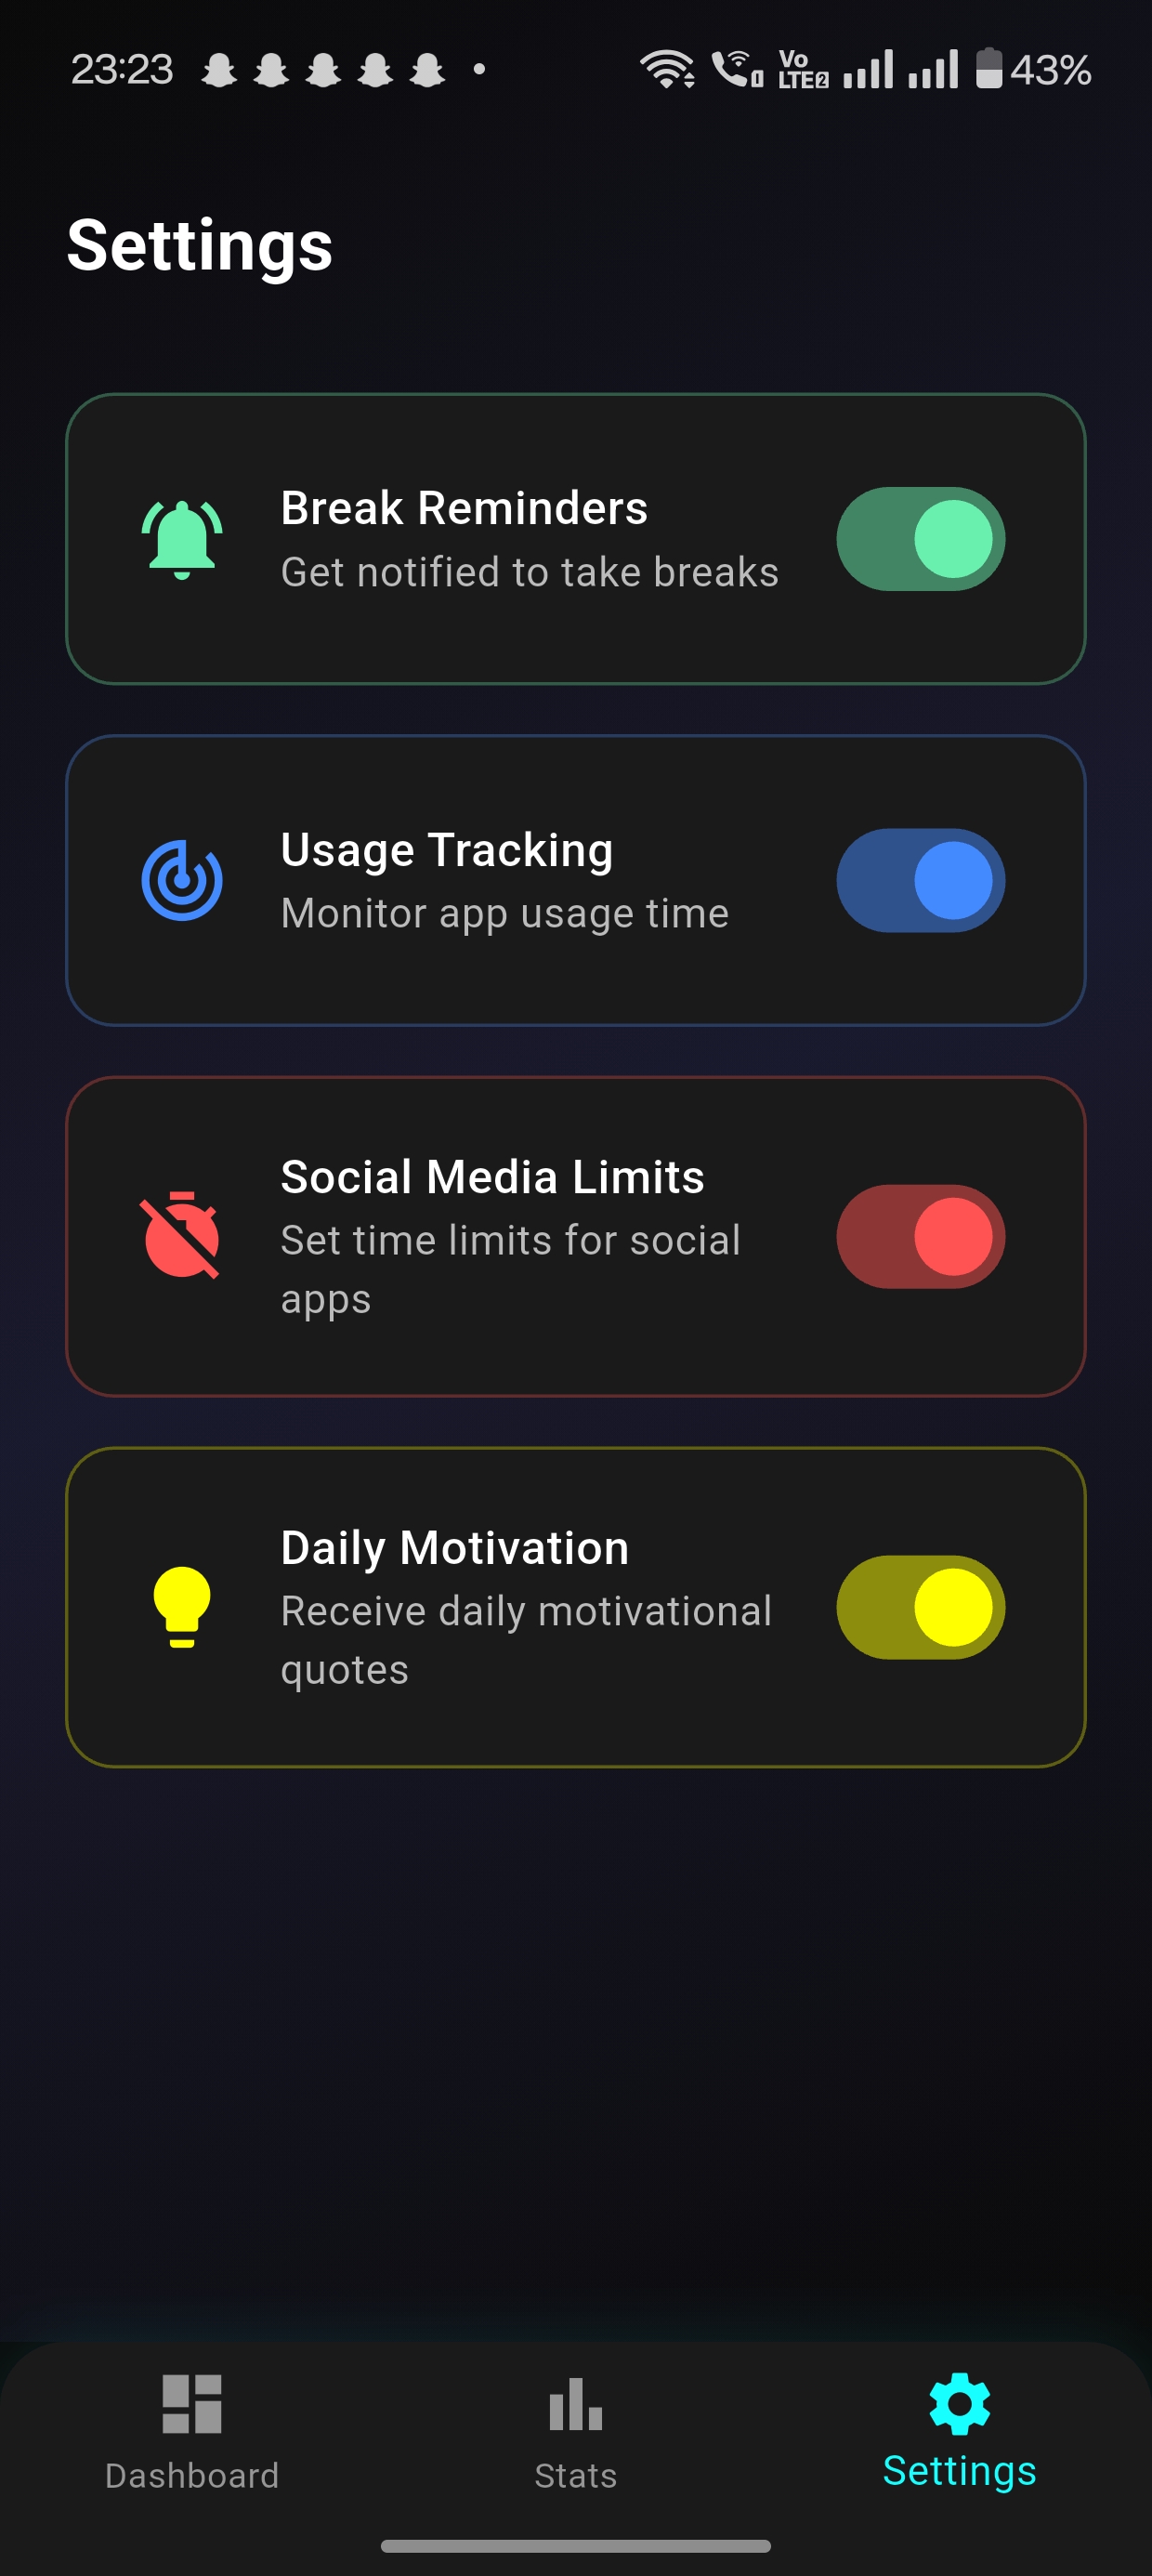 23:23
Vo
LTE2
43%
Settings
Break Reminders
Get notified to take breaks
Usage Tracking
Monitor app usage time
Social Media Limits
Set time limits for social
apps
Daily Motivation
Receive daily motivational
quotes
Dashboard
Stats
Settings